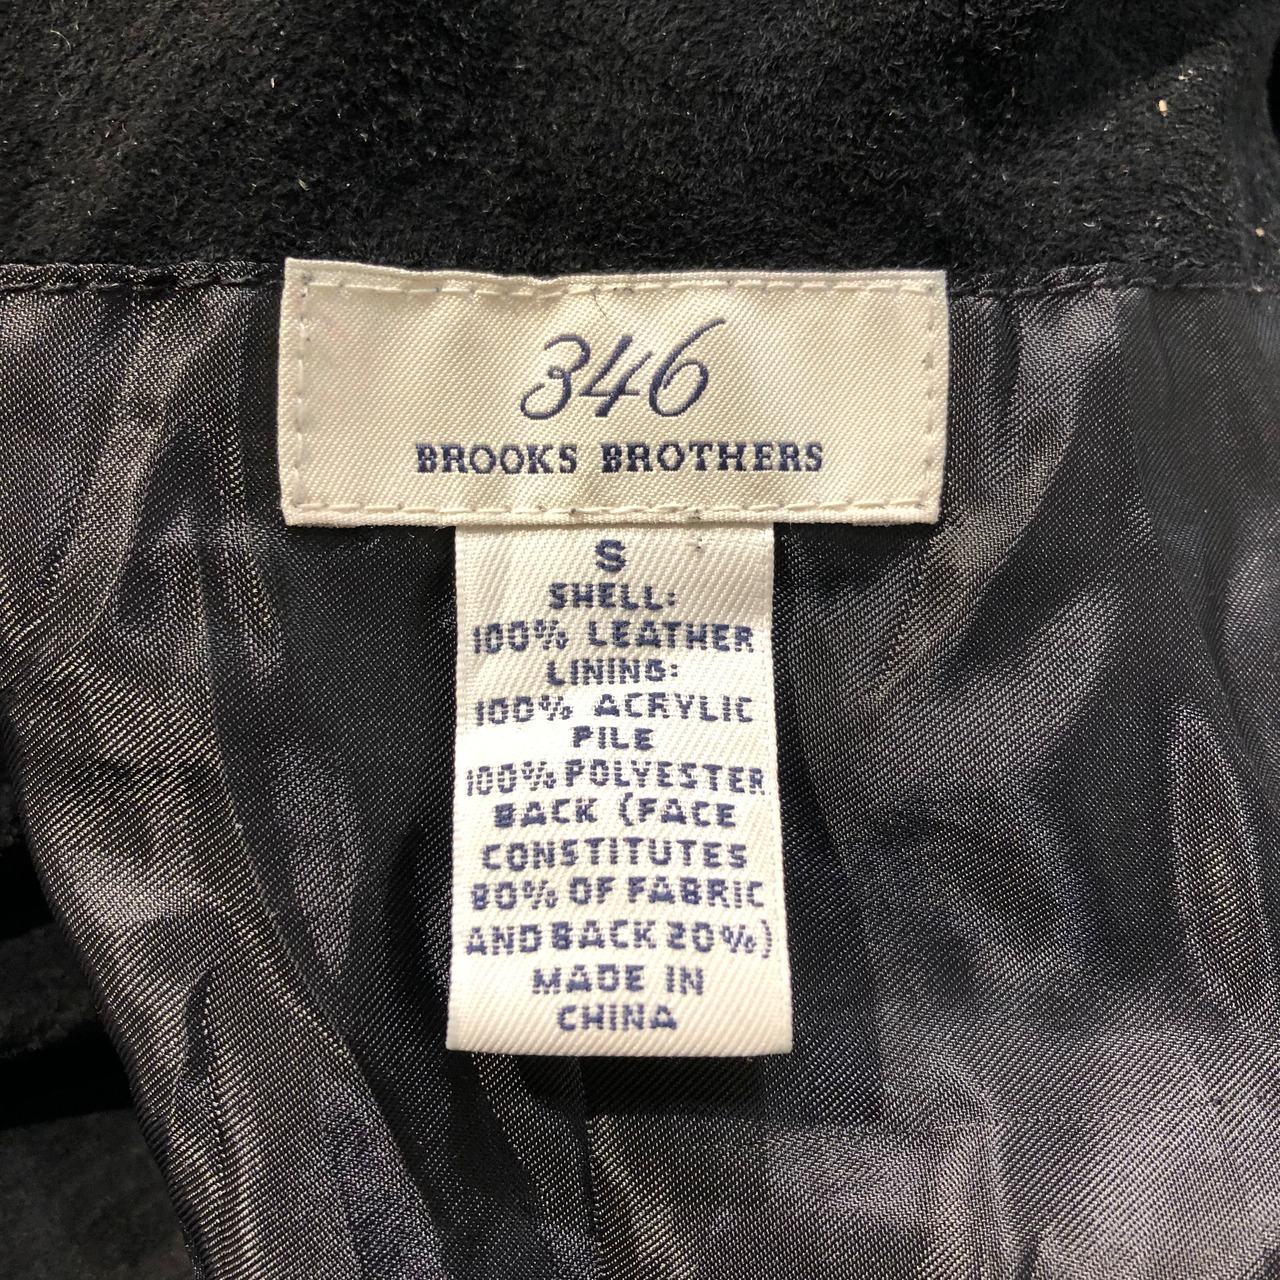 346
BROOKS BROTHERS
S
SHELL:
100% LEATHER
LINING:
100% ACRYLIC
PILE
100% POLYESTER
BACK (FACE
CONSTITUTES
80% OF FABRIC
AND BACK 20%)
MADE IN
CHINA